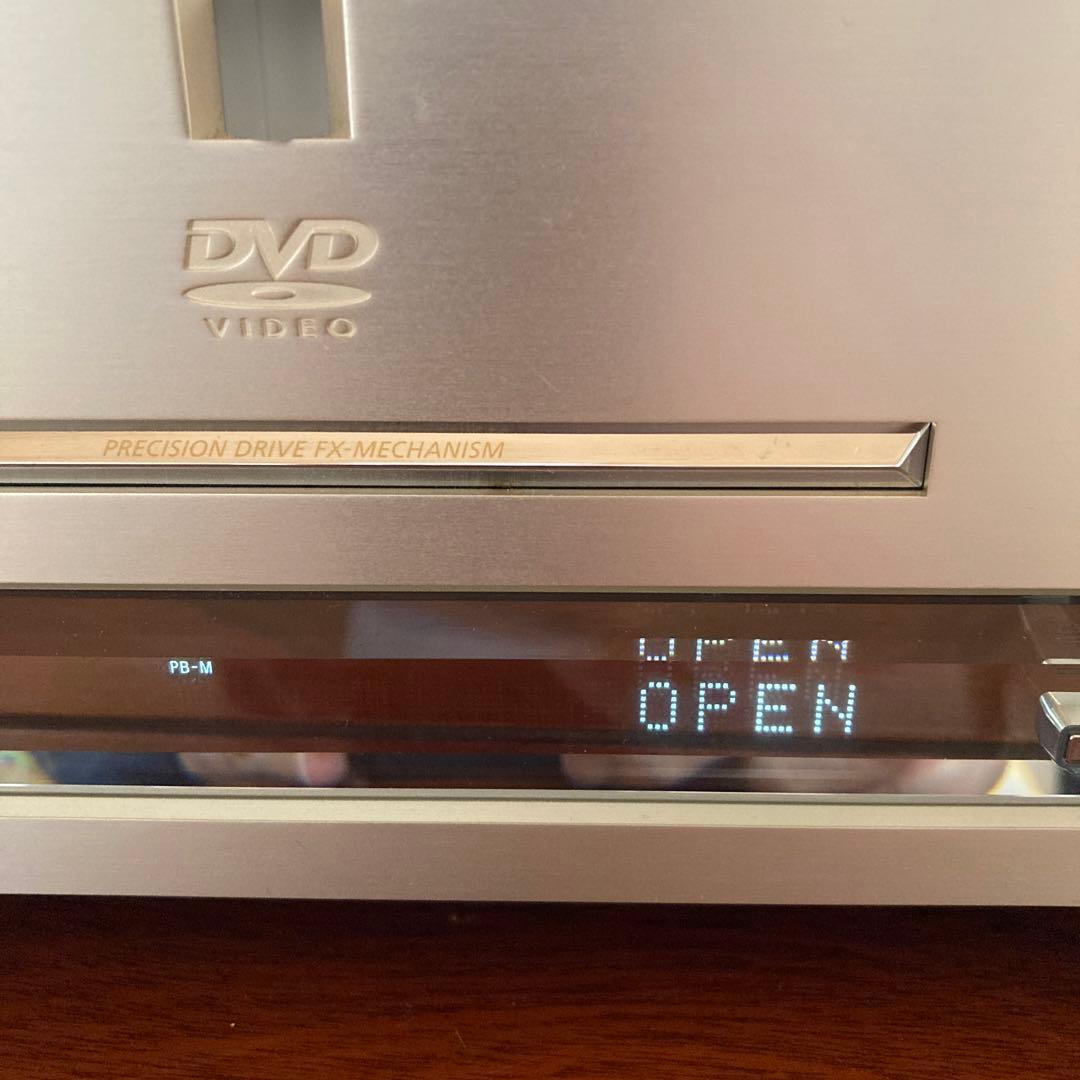 DVD
VIDEO
PRECISION DRIVE FX-MECHANISM
PB-M
OPEN